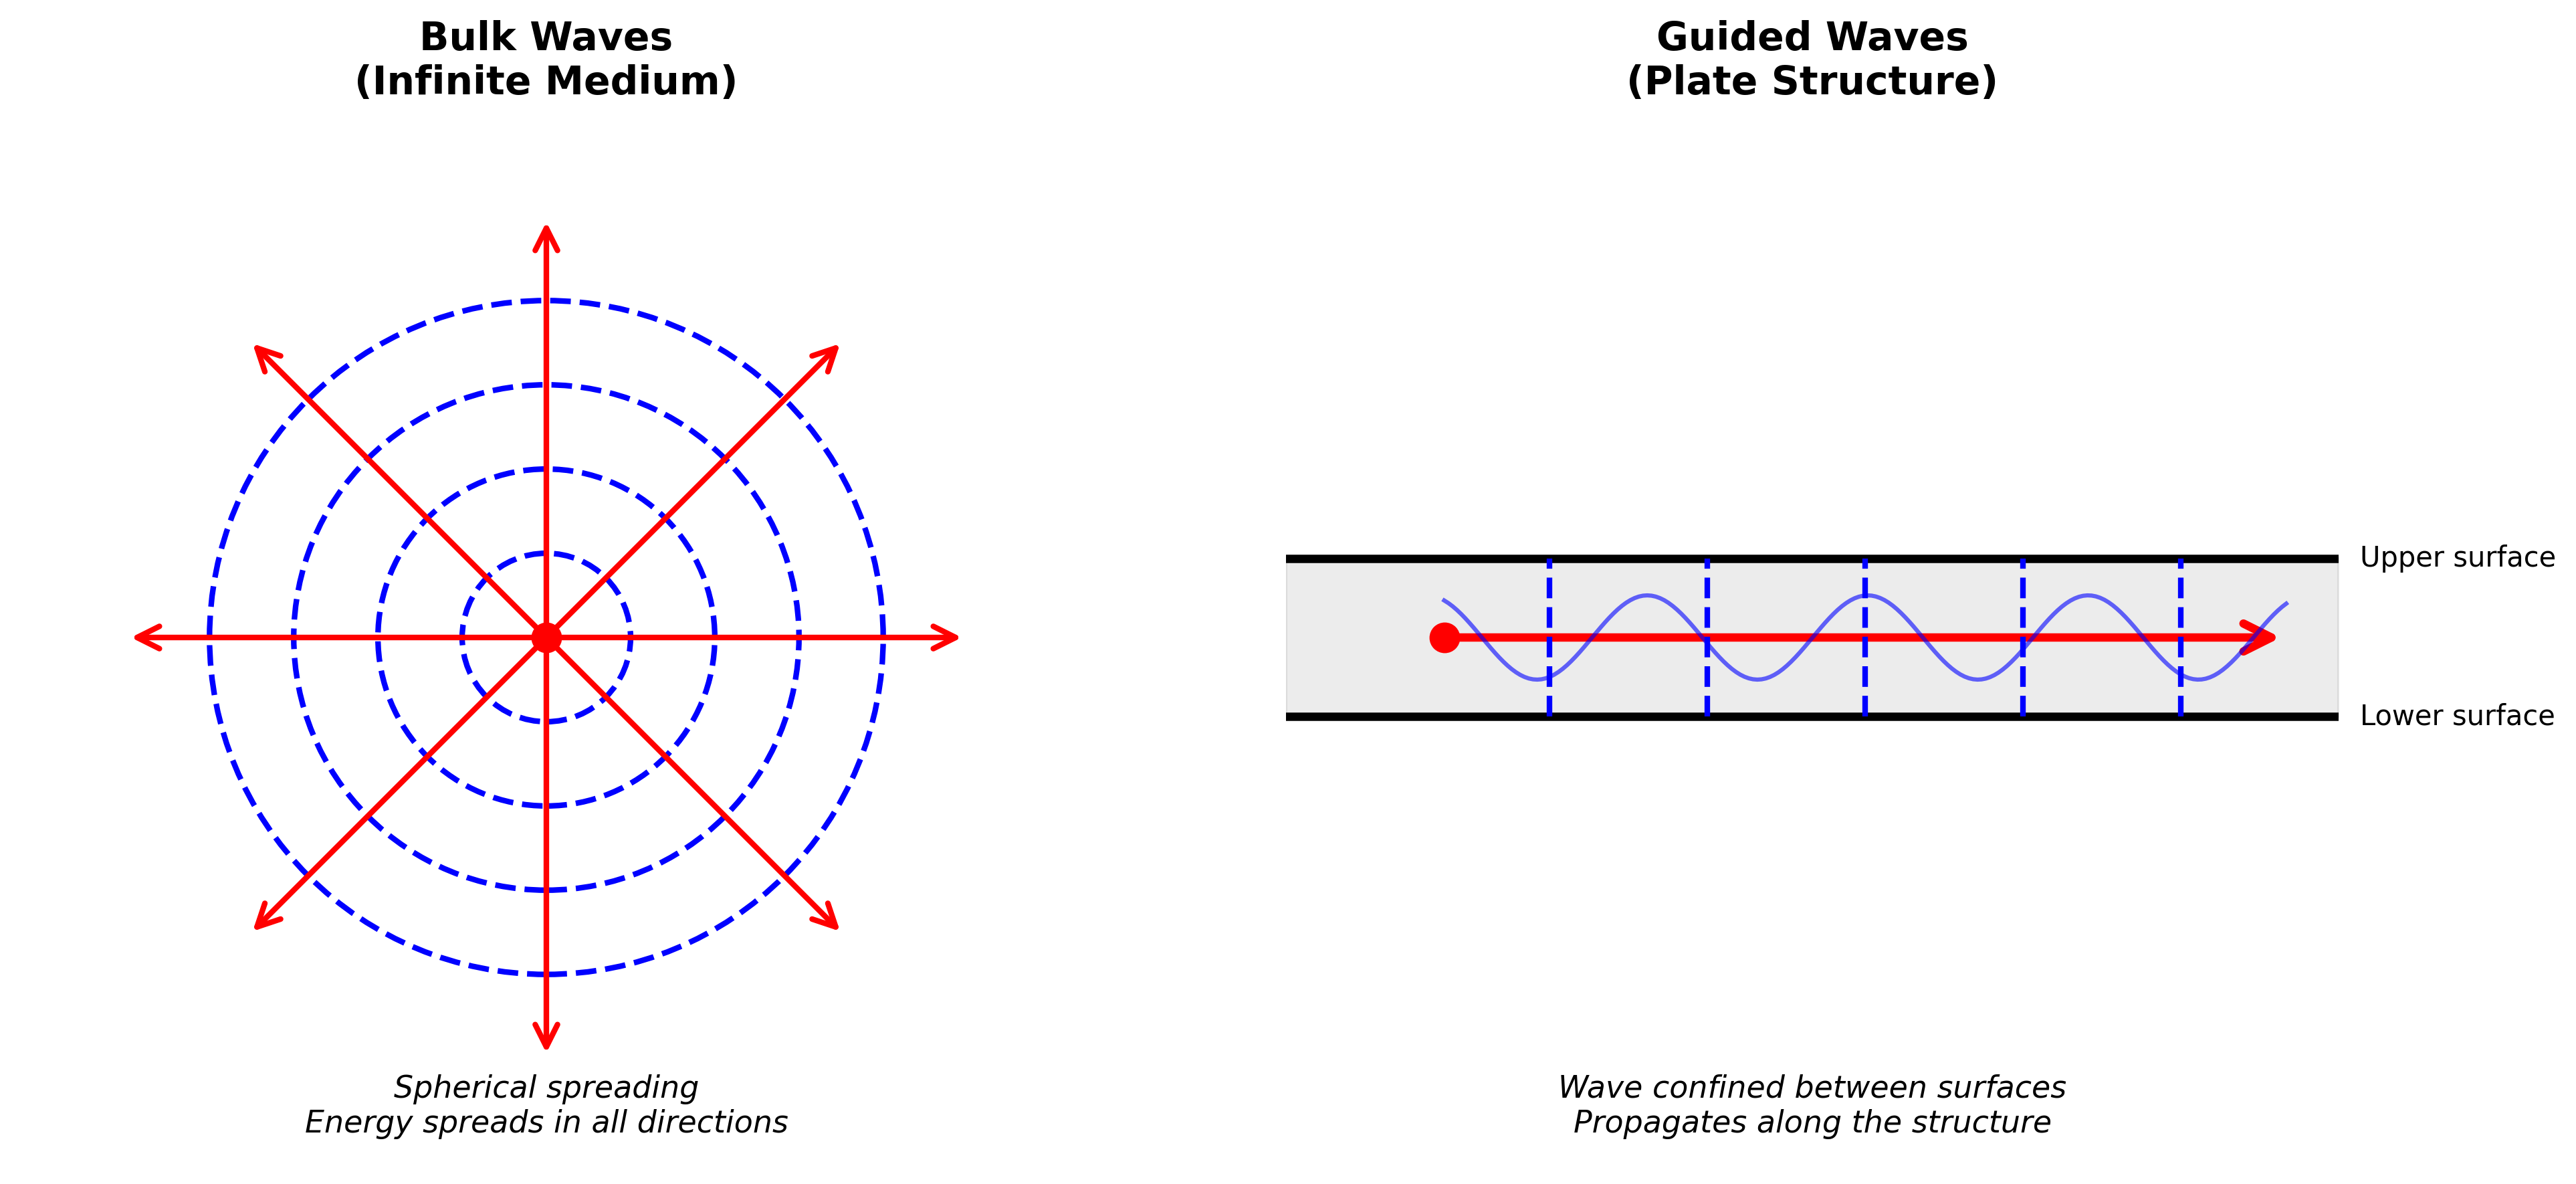 Bulk Waves
(Infinite Medium)
Spherical spreading
Energy spreads in all directions
Guided Waves
(Plate Structure)
Upper surface
Lower surface
Wave confined between surfaces
Propagates along the structure